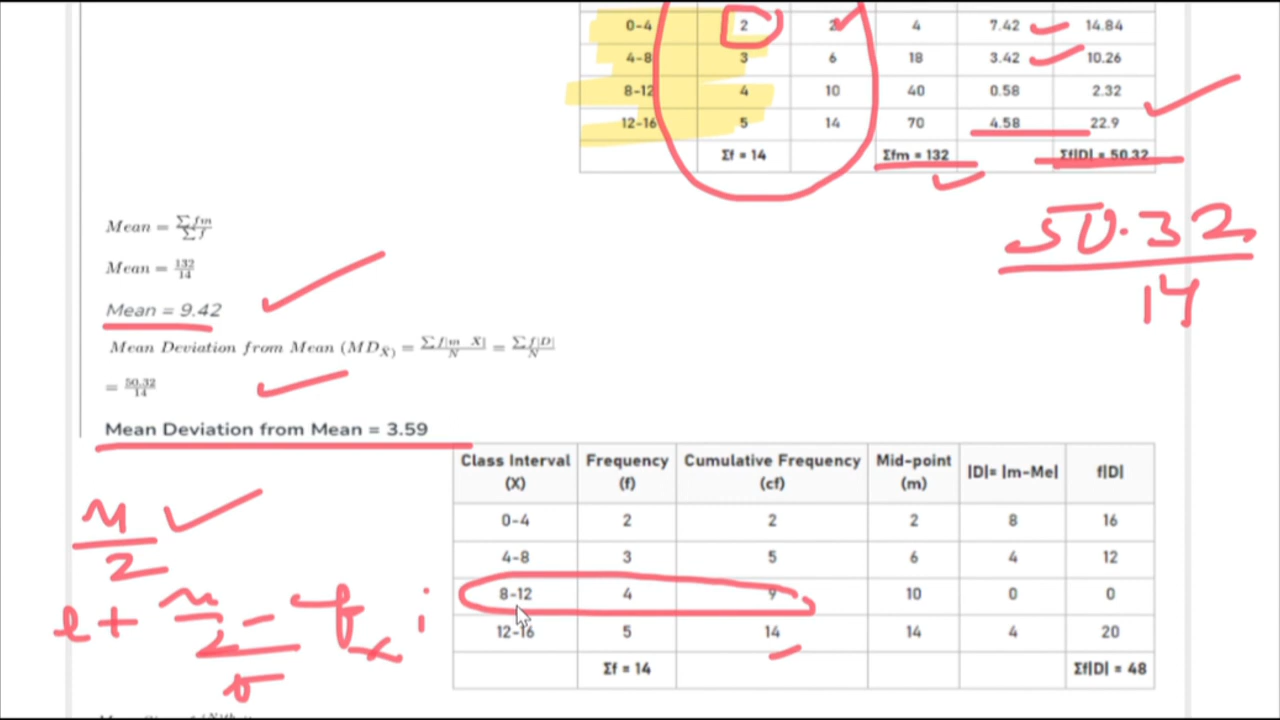 0-4 2 2 4 7.42 14.84
4-8 3 6 18 3.42 10.26
8-12 4 10 40 0.58 2.32
12-16 5 14 70 4.58 22.9
Σf = 14 Σfm = 132 Σf|D| = 50.32
50.32
14
Mean = ∑fm / ∑f
Mean = 132/14
Mean = 9.42
Mean Deviation from Mean (MD_X̄) = ∑f|m X| / N = ∑f|D| / N
= 50.32/14
Mean Deviation from Mean = 3.59
Class Interval (X) Frequency (f) Cumulative Frequency (cf) Mid-point (m) |D|= |m-Me| f|D|
0-4 2 2 2 8 16
4-8 3 5 6 4 12
8-12 4 9 10 0 0
12-16 5 14 14 4 20
Σf = 14 Σf|D| = 48
n
2